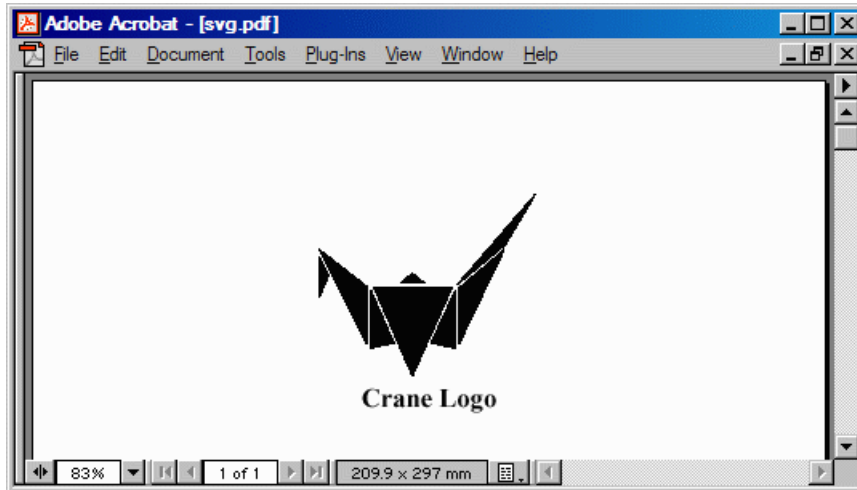 Adobe Acrobat - [svg.pdf]
File Edit Document Tools Plug-Ins View Window Help
Crane Logo
83% 1 of 1 209.9 x 297 mm